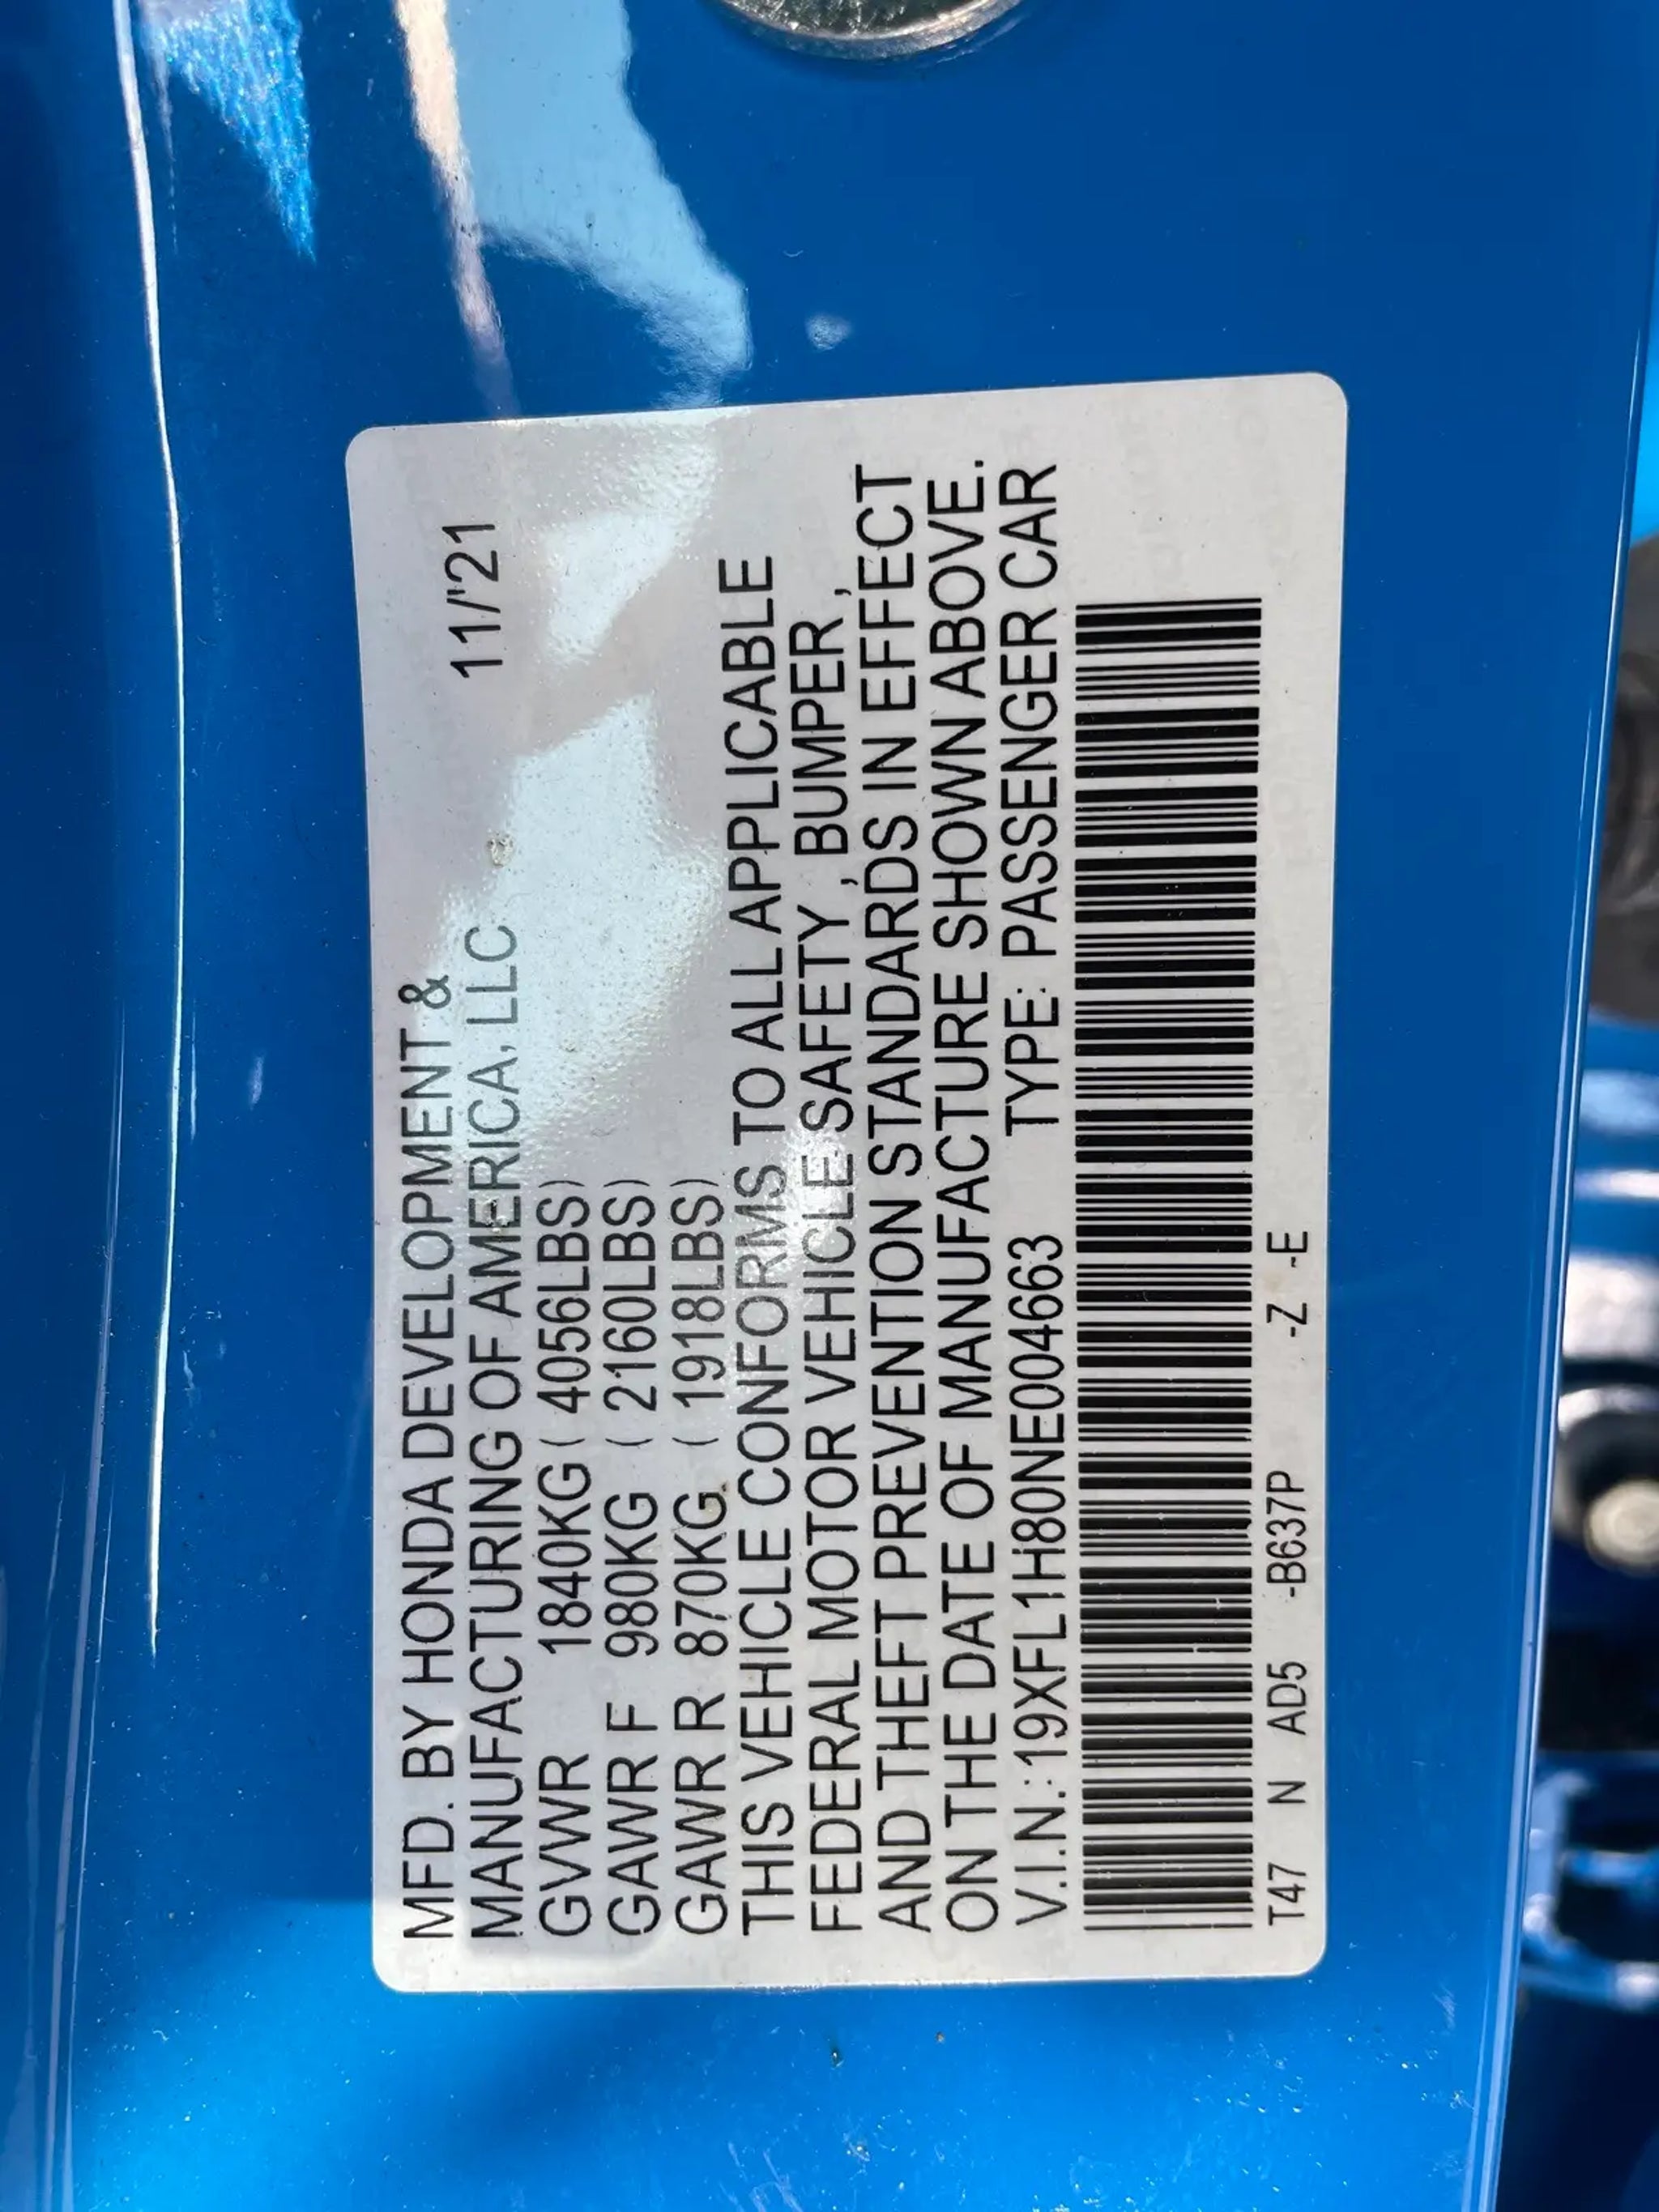 MFD. BY HONDA DEVELOPMENT &
MANUFACTURING OF AMERICA, LLC 11/'21
GVWR 1840KG ( 4056LBS)
GAWR F 980KG ( 2160LBS)
GAWR R 870KG ( 1918LBS)
THIS VEHICLE CONFORMS TO ALL APPLICABLE
FEDERAL MOTOR VEHICLE SAFETY , BUMPER ,
AND THEFT PREVENTION STANDARDS IN EFFECT
ON THE DATE OF MANUFACTURE SHOWN ABOVE.
V.I.N.: 19XFL1H80NE004663 TYPE: PASSENGER CAR
T47 N AD5 -B637P -Z -E